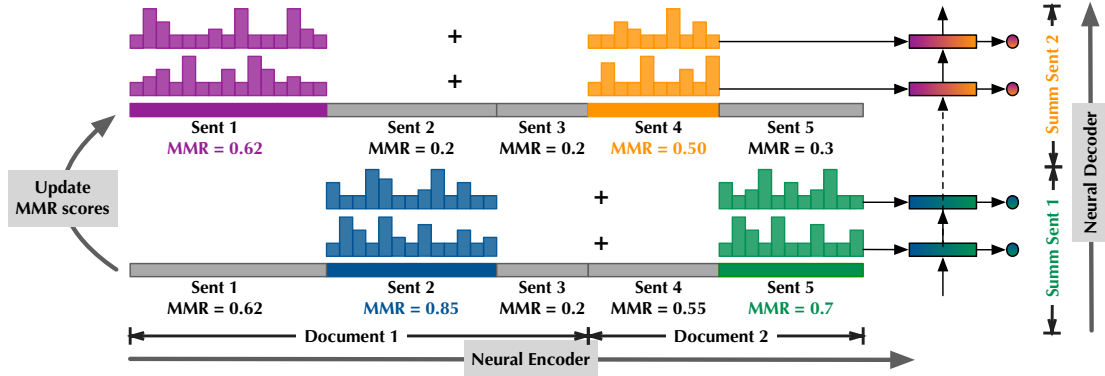 +
+
Sent 1 Sent 2 Sent 3 Sent 4 Sent 5
MMR = 0.62 MMR = 0.2 MMR = 0.2 MMR = 0.50 MMR = 0.3
Update
MMR scores
+
+
Sent 1 Sent 2 Sent 3 Sent 4 Sent 5
MMR = 0.62 MMR = 0.85 MMR = 0.2 MMR = 0.55 MMR = 0.7
Document 1 Document 2
Neural Encoder
Summ Sent 2
Summ Sent 1
Neural Decoder